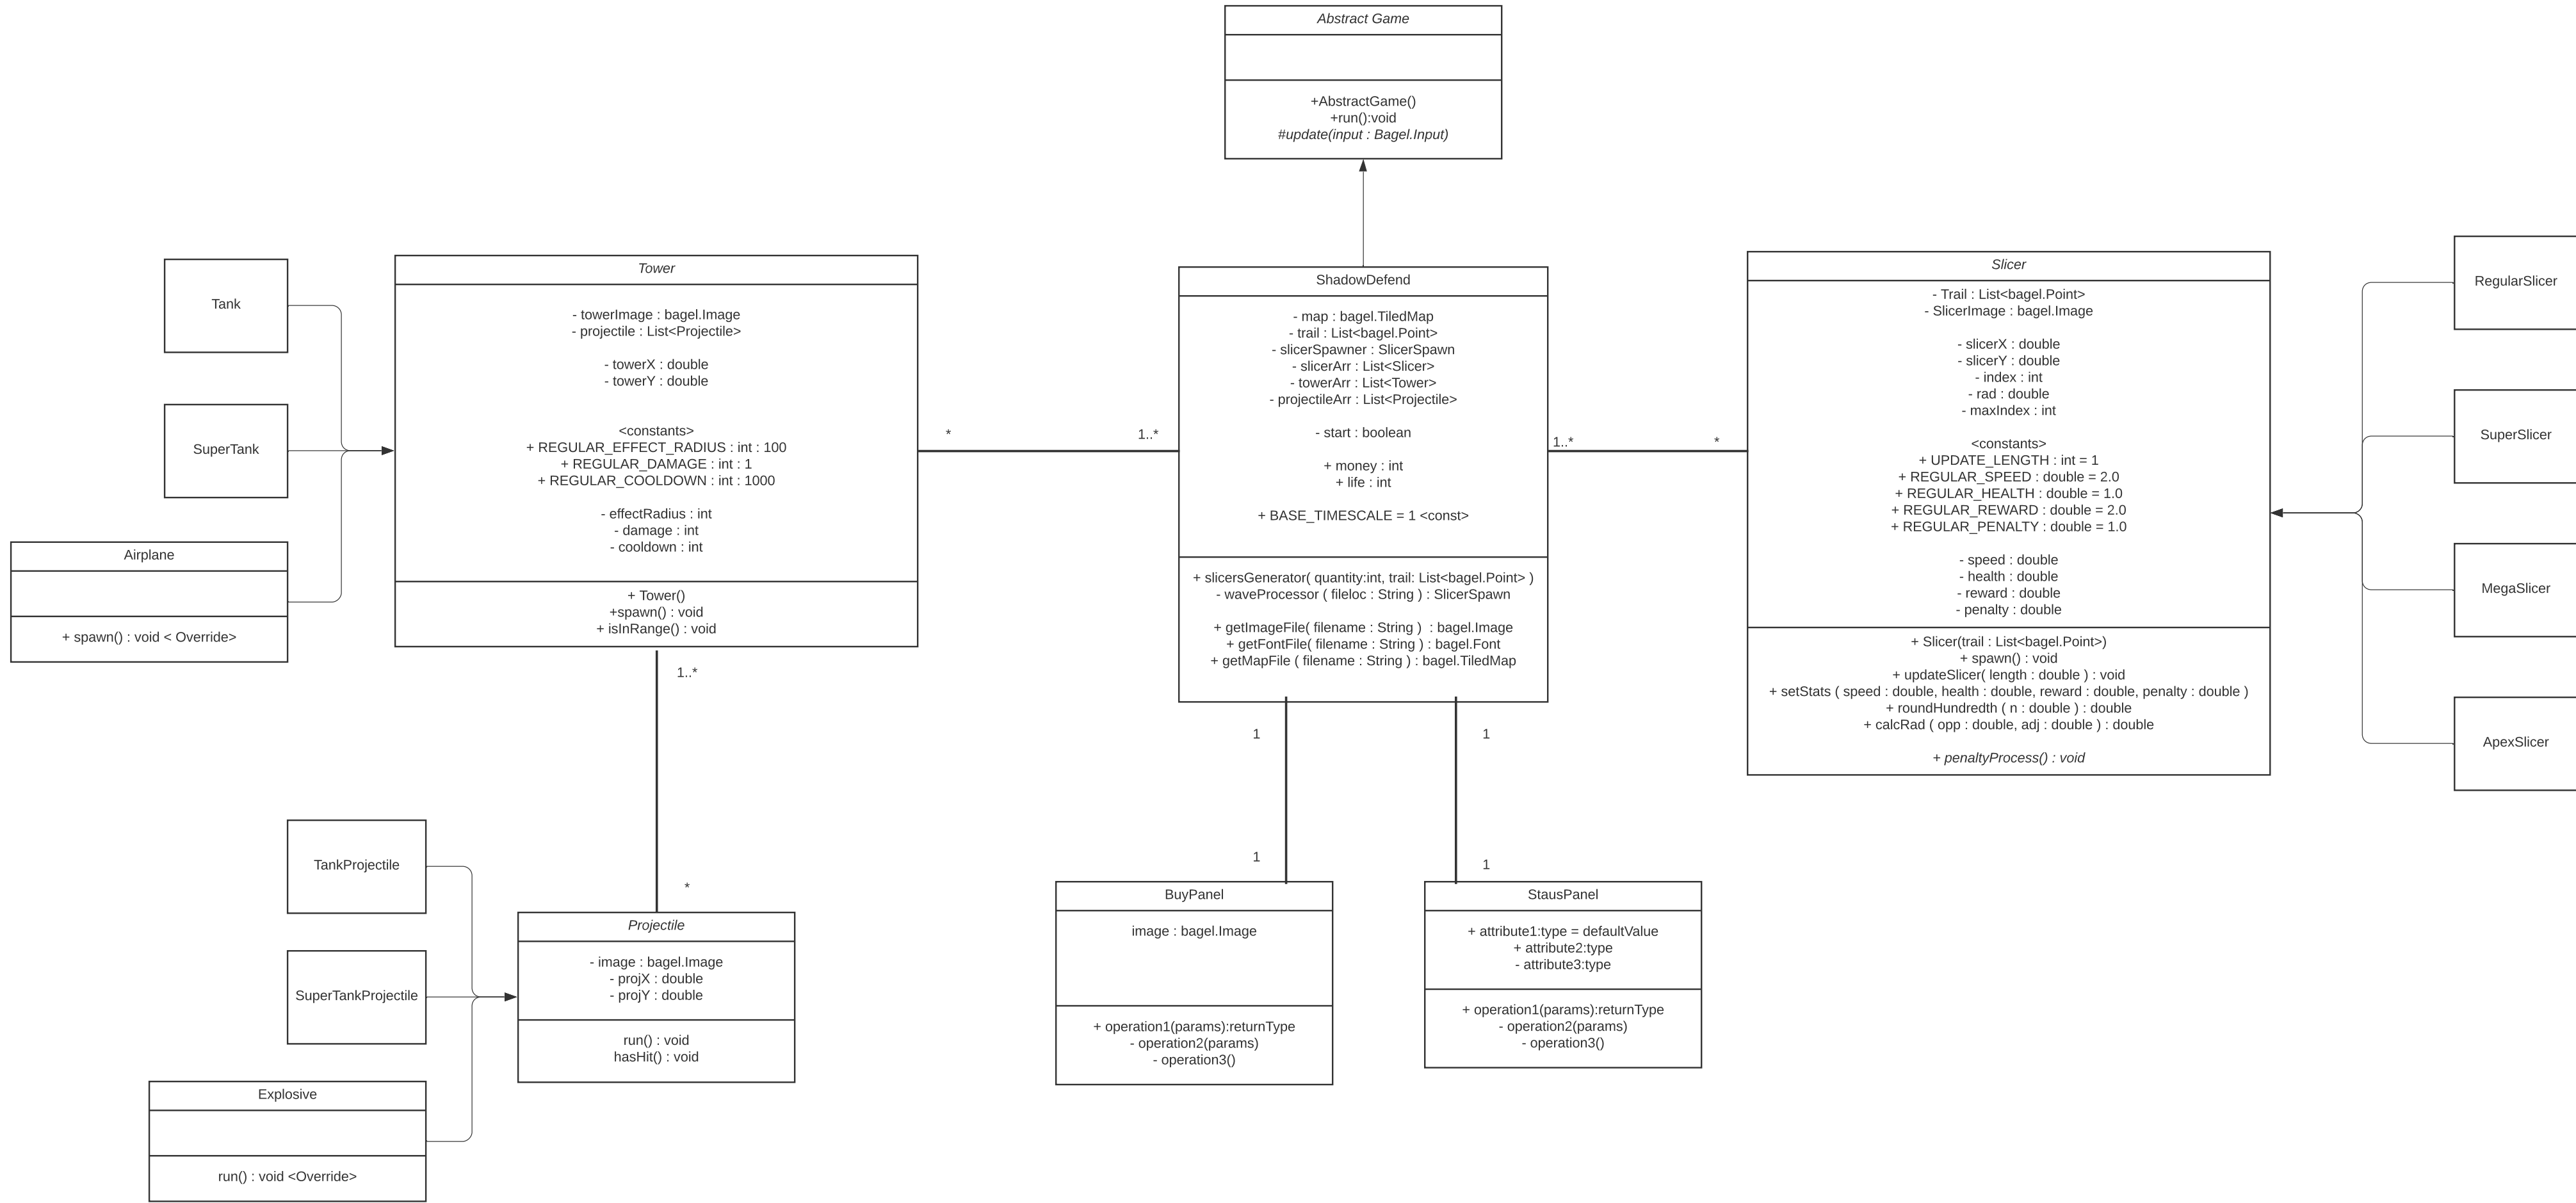 Abstract Game
+AbstractGame()
+run():void
#update(input : Bagel.Input)
Tank
SuperTank
Airplane
+ spawn() : void < Override>
Tower
- towerImage : bagel.Image
- projectile : List<Projectile>
- towerX : double
- towerY : double
<constants>
+ REGULAR_EFFECT_RADIUS : int : 100
+ REGULAR_DAMAGE : int : 1
+ REGULAR_COOLDOWN : int : 1000
- effectRadius : int
- damage : int
- cooldown : int
+ Tower()
+spawn() : void
+ isInRange() : void
*
1..*
ShadowDefend
- map : bagel.TiledMap
- trail : List<bagel.Point>
- slicerSpawner : SlicerSpawn
- slicerArr : List<Slicer>
- towerArr : List<Tower>
- projectileArr : List<Projectile>
- start : boolean
+ money : int
+ life : int
+ BASE_TIMESCALE = 1 <const>
+ slicersGenerator( quantity:int, trail: List<bagel.Point> )
- waveProcessor ( fileloc : String ) : SlicerSpawn
+ getImageFile( filename : String )  : bagel.Image
+ getFontFile( filename : String ) : bagel.Font
+ getMapFile ( filename : String ) : bagel.TiledMap
1..*
*
Slicer
- Trail : List<bagel.Point>
- SlicerImage : bagel.Image
- slicerX : double
- slicerY : double
- index : int
- rad : double
- maxIndex : int
<constants>
+ UPDATE_LENGTH : int = 1
+ REGULAR_SPEED : double = 2.0
+ REGULAR_HEALTH : double = 1.0
+ REGULAR_REWARD : double = 2.0
+ REGULAR_PENALTY : double = 1.0
- speed : double
- health : double
- reward : double
- penalty : double
+ Slicer(trail : List<bagel.Point>)
+ spawn() : void
+ updateSlicer( length : double ) : void
+ setStats ( speed : double, health : double, reward : double, penalty : double )
+ roundHundredth ( n : double ) : double
+ calcRad ( opp : double, adj : double ) : double
+ penaltyProcess() : void
RegularSlicer
SuperSlicer
MegaSlicer
ApexSlicer
1..*
*
1
1
1
1
TankProjectile
SuperTankProjectile
Explosive
run() : void <Override>
Projectile
- image : bagel.Image
- projX : double
- projY : double
run() : void
hasHit() : void
BuyPanel
image : bagel.Image
+ operation1(params):returnType
- operation2(params)
- operation3()
StausPanel
+ attribute1:type = defaultValue
+ attribute2:type
- attribute3:type
+ operation1(params):returnType
- operation2(params)
- operation3()